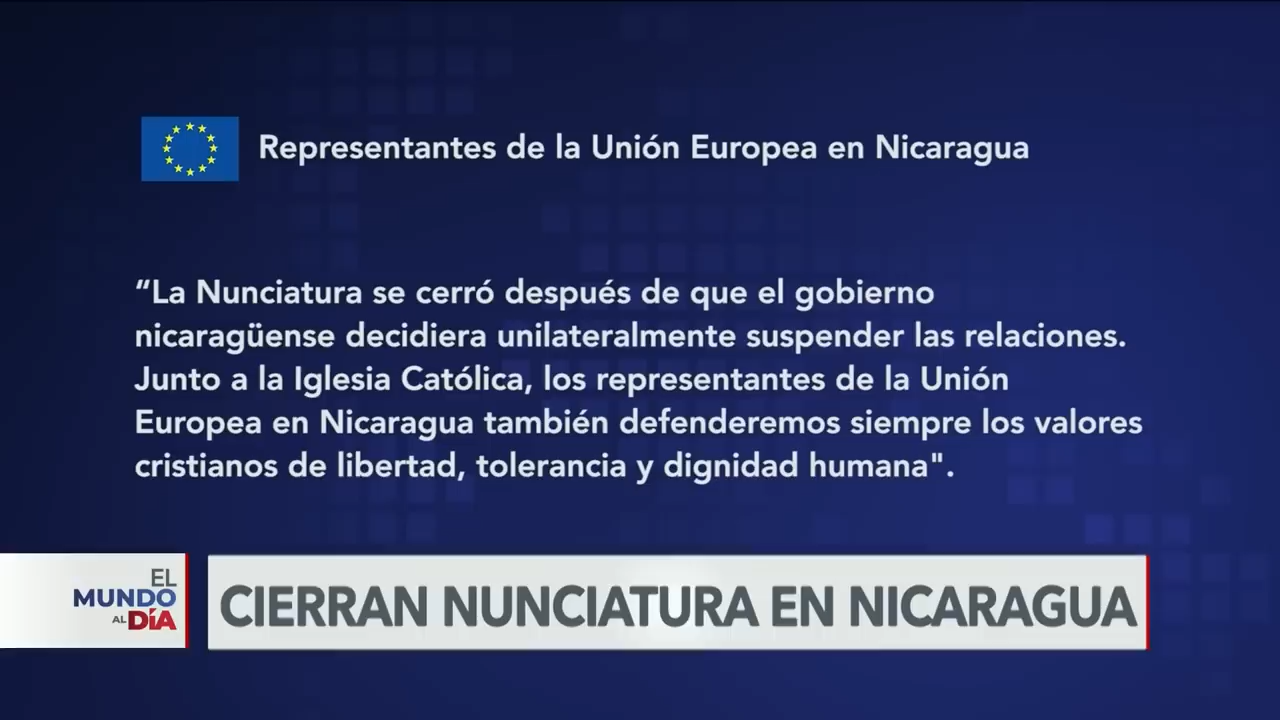 Representantes de la Unión Europea en Nicaragua
“La Nunciatura se cerró después de que el gobierno
nicaragüense decidiera unilateralmente suspender las relaciones.
Junto a la Iglesia Católica, los representantes de la Unión
Europea en Nicaragua también defenderemos siempre los valores
cristianos de libertad, tolerancia y dignidad humana".
EL
MUNDO
AL DÍA
CIERRAN NUNCIATURA EN NICARAGUA